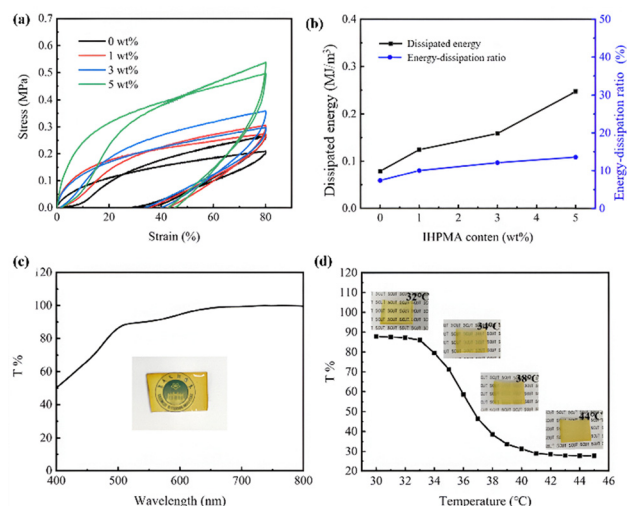 (a)
0.7
0.6
0.5
0.4
0.3
0.2
0.1
0.0
Stress (MPa)
0 wt%
1 wt%
3 wt%
5 wt%
0 20 40 60 80 100
Strain (%)
(b)
0.4
0.3
0.2
0.1
0.0
Dissipated energy (MJ/m³)
Dissipated energy
Energy-dissipation ratio
50
40
30
20
10
0
Energy-dissipation ratio (%)
0 1 2 3 4 5
IHPMA conten (wt%)
(c)
120
100
80
60
40
20
0
T %
400 500 600 700 800
Wavelength (nm)
(d)
120
110
100
90
80
70
60
50
40
30
20
T %
32°C
34°C
38°C
44°C
30 32 34 36 38 40 42 44 46
Temperature (°C)